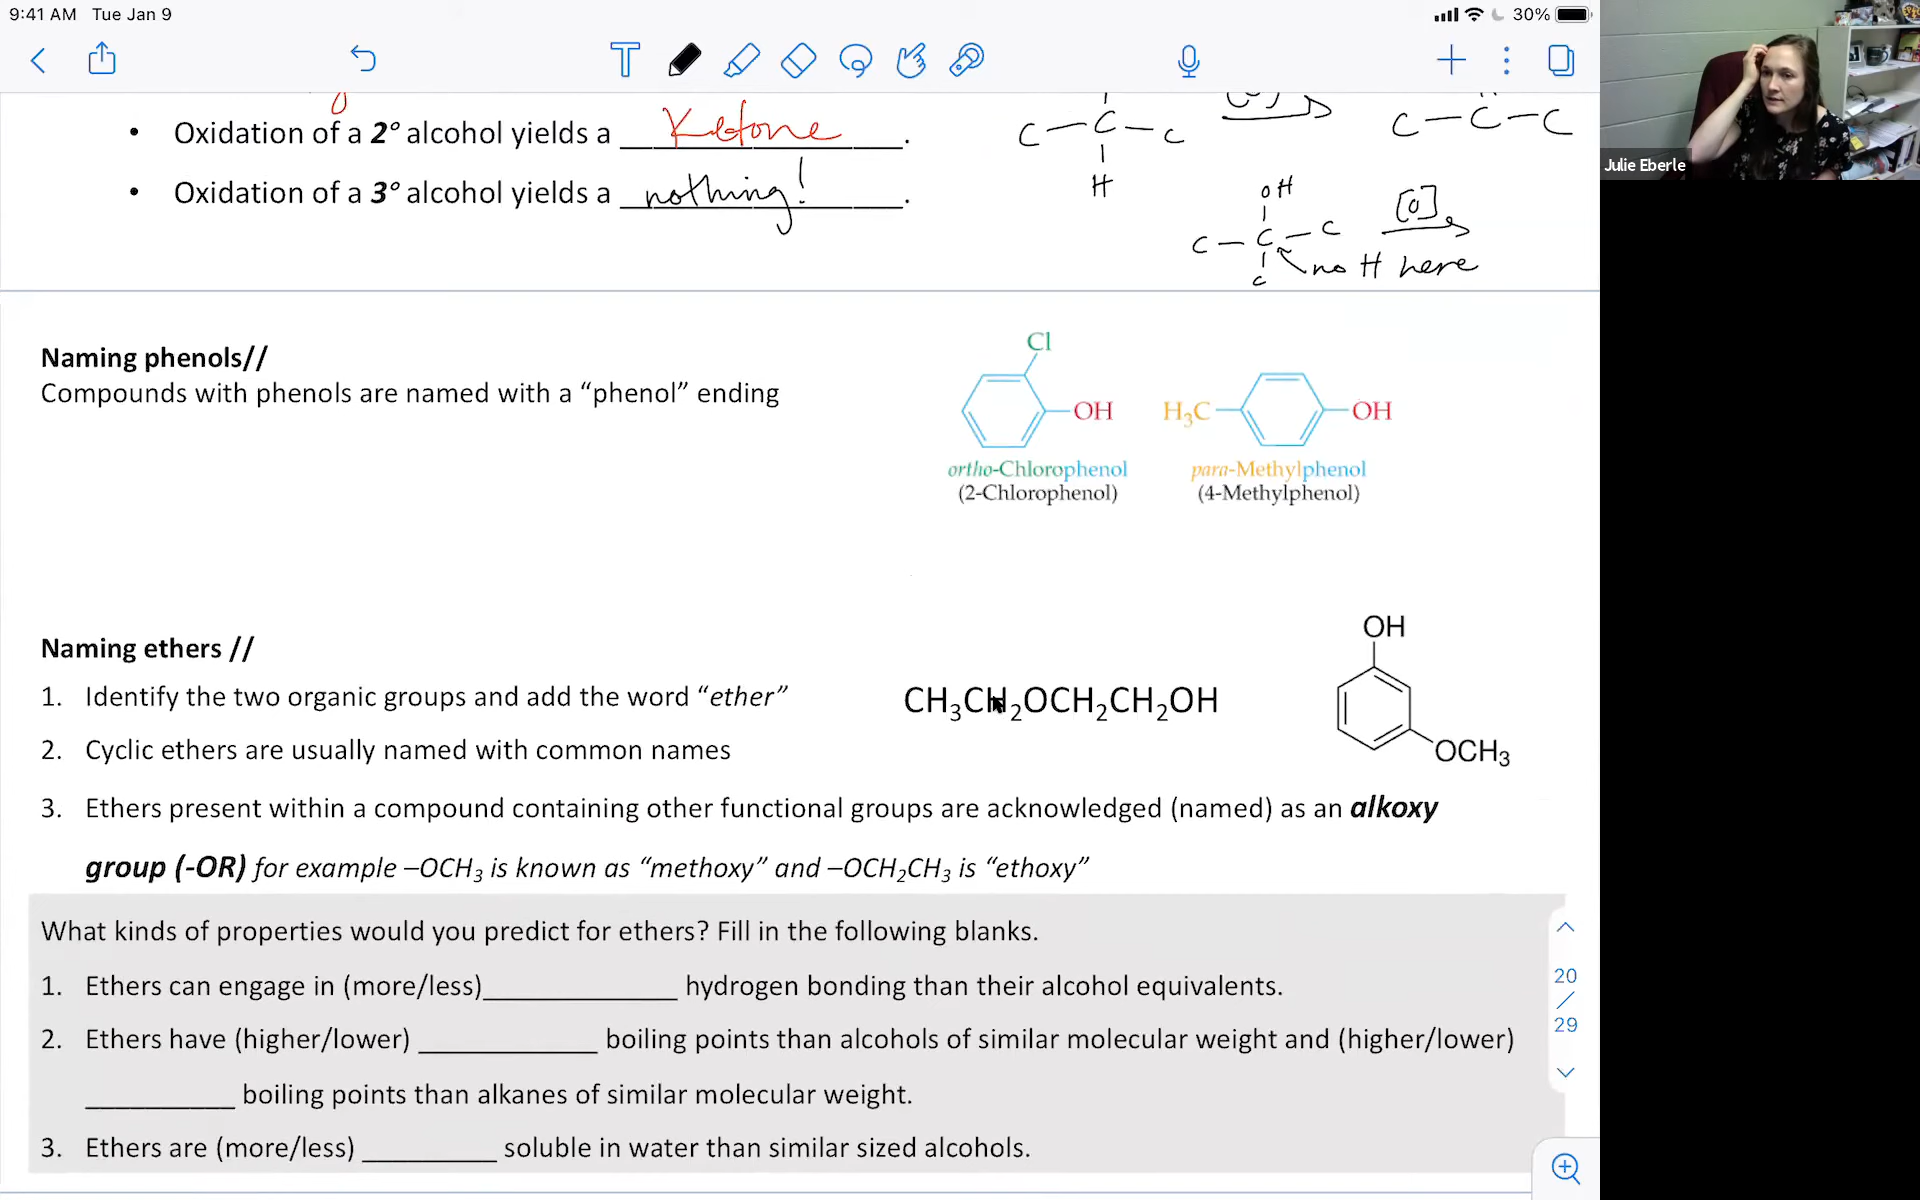 9:41 AM Tue Jan 9
30%
Julie Eberle
• Oxidation of a 2° alcohol yields a Ketone.
• Oxidation of a 3° alcohol yields a nothing!.
C — C — C
H
C — C — C
OH
C — C — C
C
[O]
no H here
Naming phenols//
Compounds with phenols are named with a “phenol” ending
Cl
OH
ortho-Chlorophenol
(2-Chlorophenol)
H₃C
OH
para-Methylphenol
(4-Methylphenol)
Naming ethers //
1. Identify the two organic groups and add the word “ether”
2. Cyclic ethers are usually named with common names
CH₃CH₂OCH₂CH₂OH
OH
OCH₃
3. Ethers present within a compound containing other functional groups are acknowledged (named) as an alkoxy
group (-OR) for example –OCH₃ is known as “methoxy” and –OCH₂CH₃ is “ethoxy”
What kinds of properties would you predict for ethers? Fill in the following blanks.
1. Ethers can engage in (more/less)_____________ hydrogen bonding than their alcohol equivalents.
2. Ethers have (higher/lower) ____________ boiling points than alcohols of similar molecular weight and (higher/lower)
__________ boiling points than alkanes of similar molecular weight.
3. Ethers are (more/less) _________ soluble in water than similar sized alcohols.
20
/
29